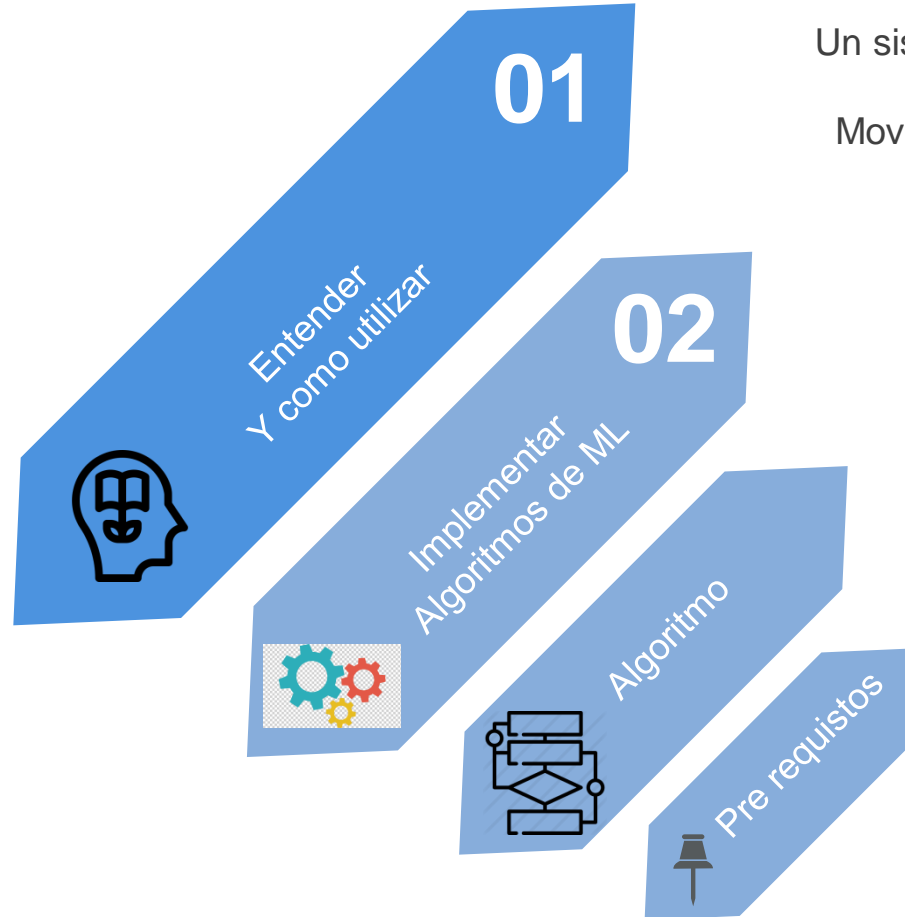 01
Un sis
Mov
Entender
Y como utilizar
02
Implementar
Algoritmos de ML
Algoritmo
Pre requistos